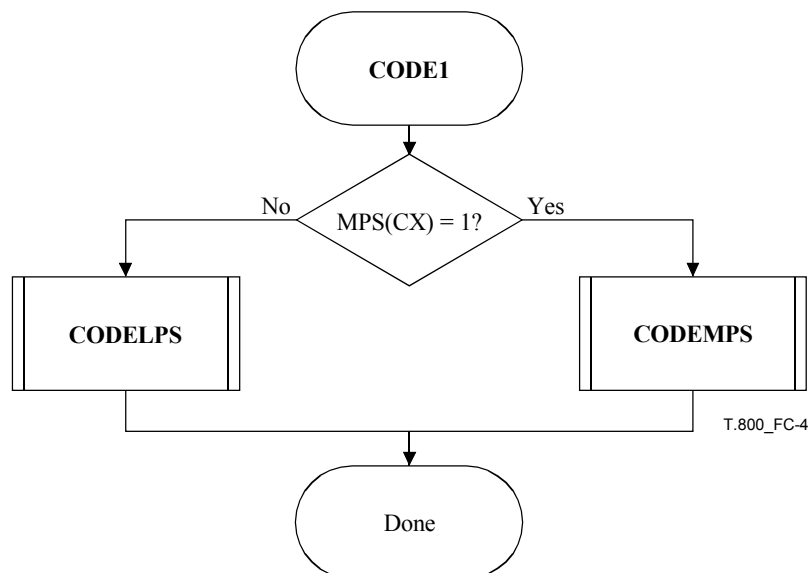 CODE1
No
Yes
MPS(CX) = 1?
CODELPS
CODEMPS
T.800_FC-4
Done